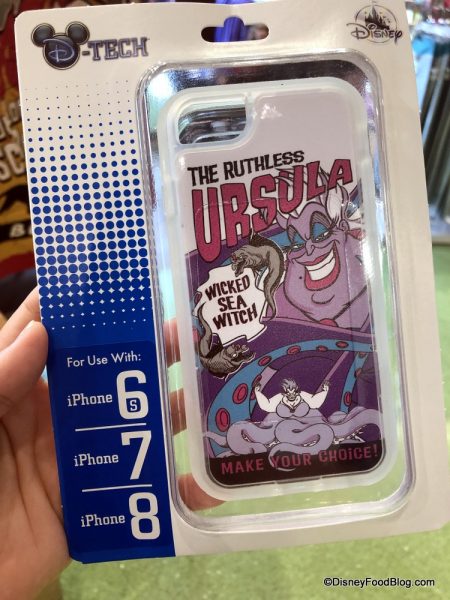 D-TECH™
Disney
THE RUTHLESS
URSULA
WICKED
SEA
WITCH
For Use With:
iPhone 6s
iPhone 7
iPhone 8
MAKE YOUR CHOICE!
©DisneyFoodBlog.com